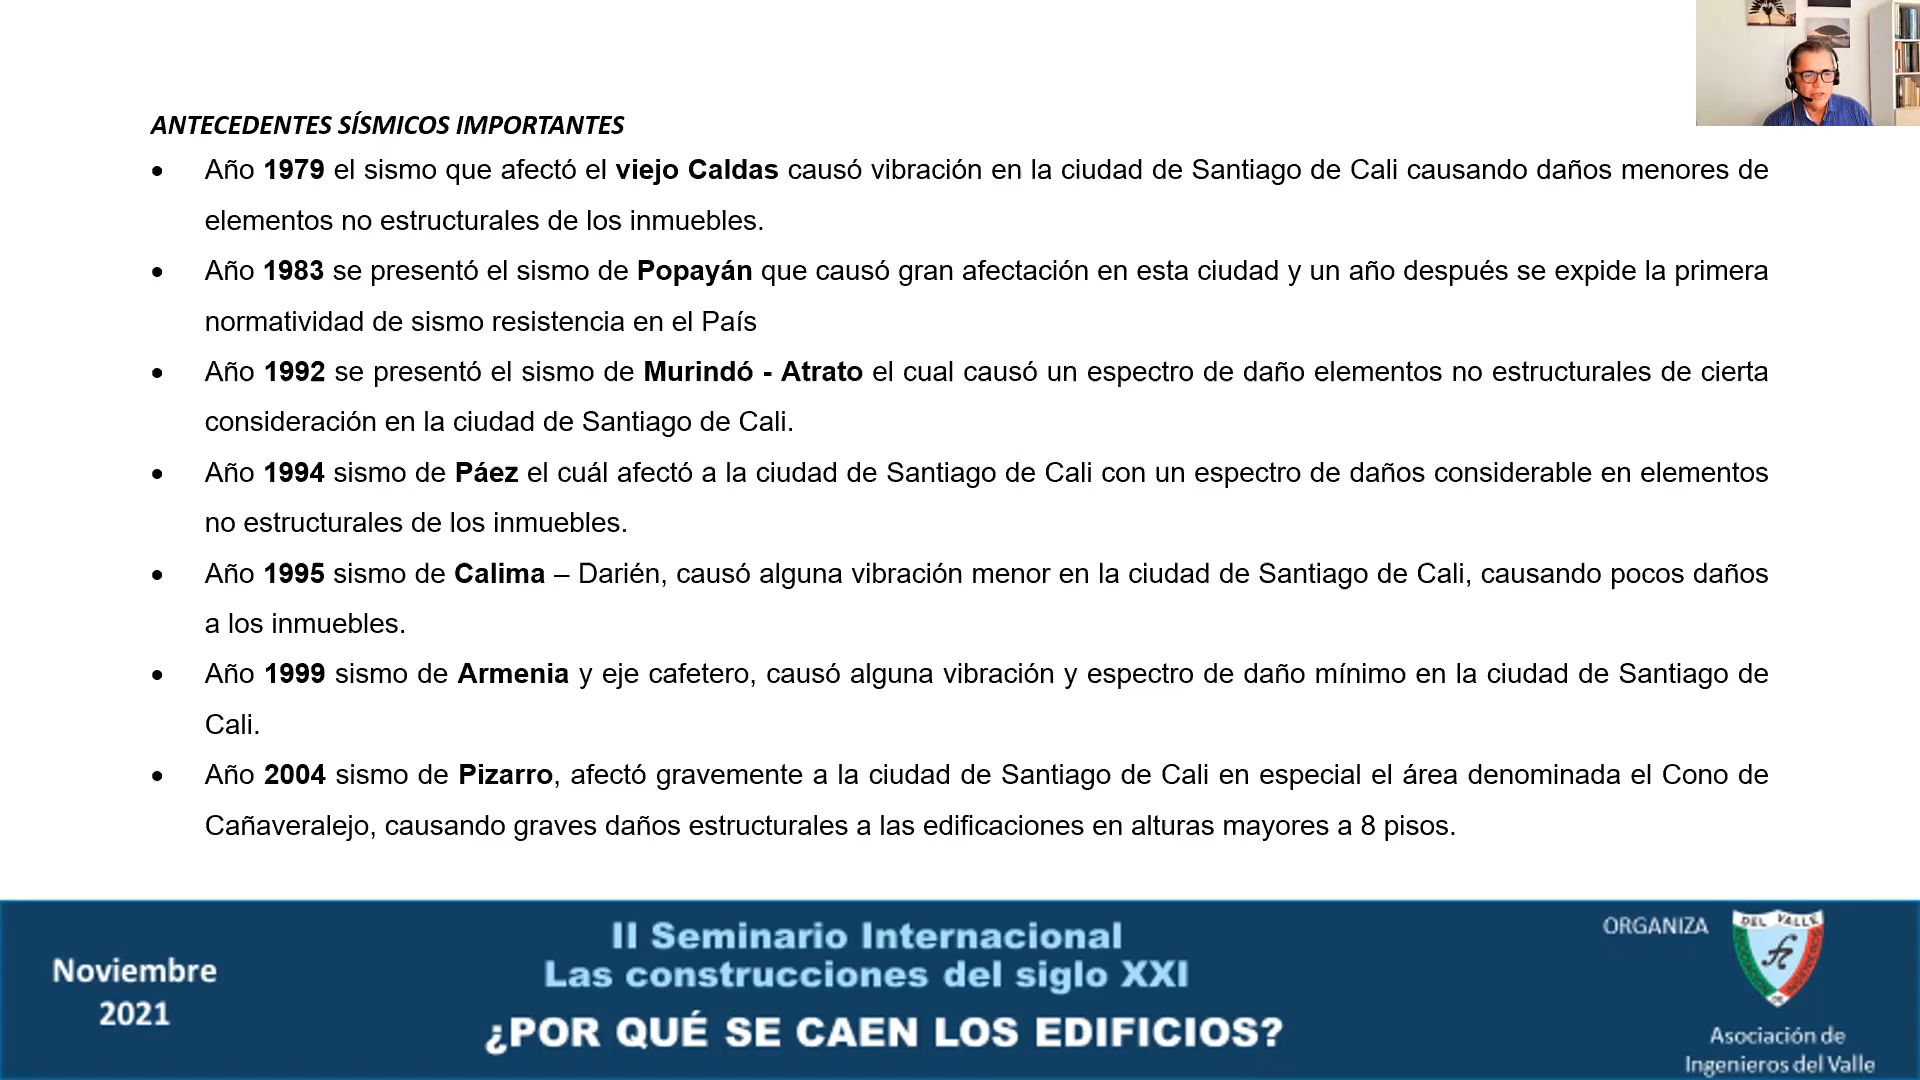 ANTECEDENTES SÍSMICOS IMPORTANTES
• Año 1979 el sismo que afectó el viejo Caldas causó vibración en la ciudad de Santiago de Cali causando daños menores de
elementos no estructurales de los inmuebles.
• Año 1983 se presentó el sismo de Popayán que causó gran afectación en esta ciudad y un año después se expide la primera
normatividad de sismo resistencia en el País
• Año 1992 se presentó el sismo de Murindó - Atrato el cual causó un espectro de daño elementos no estructurales de cierta
consideración en la ciudad de Santiago de Cali.
• Año 1994 sismo de Páez el cuál afectó a la ciudad de Santiago de Cali con un espectro de daños considerable en elementos
no estructurales de los inmuebles.
• Año 1995 sismo de Calima – Darién, causó alguna vibración menor en la ciudad de Santiago de Cali, causando pocos daños
a los inmuebles.
• Año 1999 sismo de Armenia y eje cafetero, causó alguna vibración y espectro de daño mínimo en la ciudad de Santiago de
Cali.
• Año 2004 sismo de Pizarro, afectó gravemente a la ciudad de Santiago de Cali en especial el área denominada el Cono de
Cañaveralejo, causando graves daños estructurales a las edificaciones en alturas mayores a 8 pisos.
Noviembre
2021
II Seminario Internacional
Las construcciones del siglo XXI
¿POR QUÉ SE CAEN LOS EDIFICIOS?
ORGANIZA
DEL VALLE
Asociación de
Ingenieros del Valle